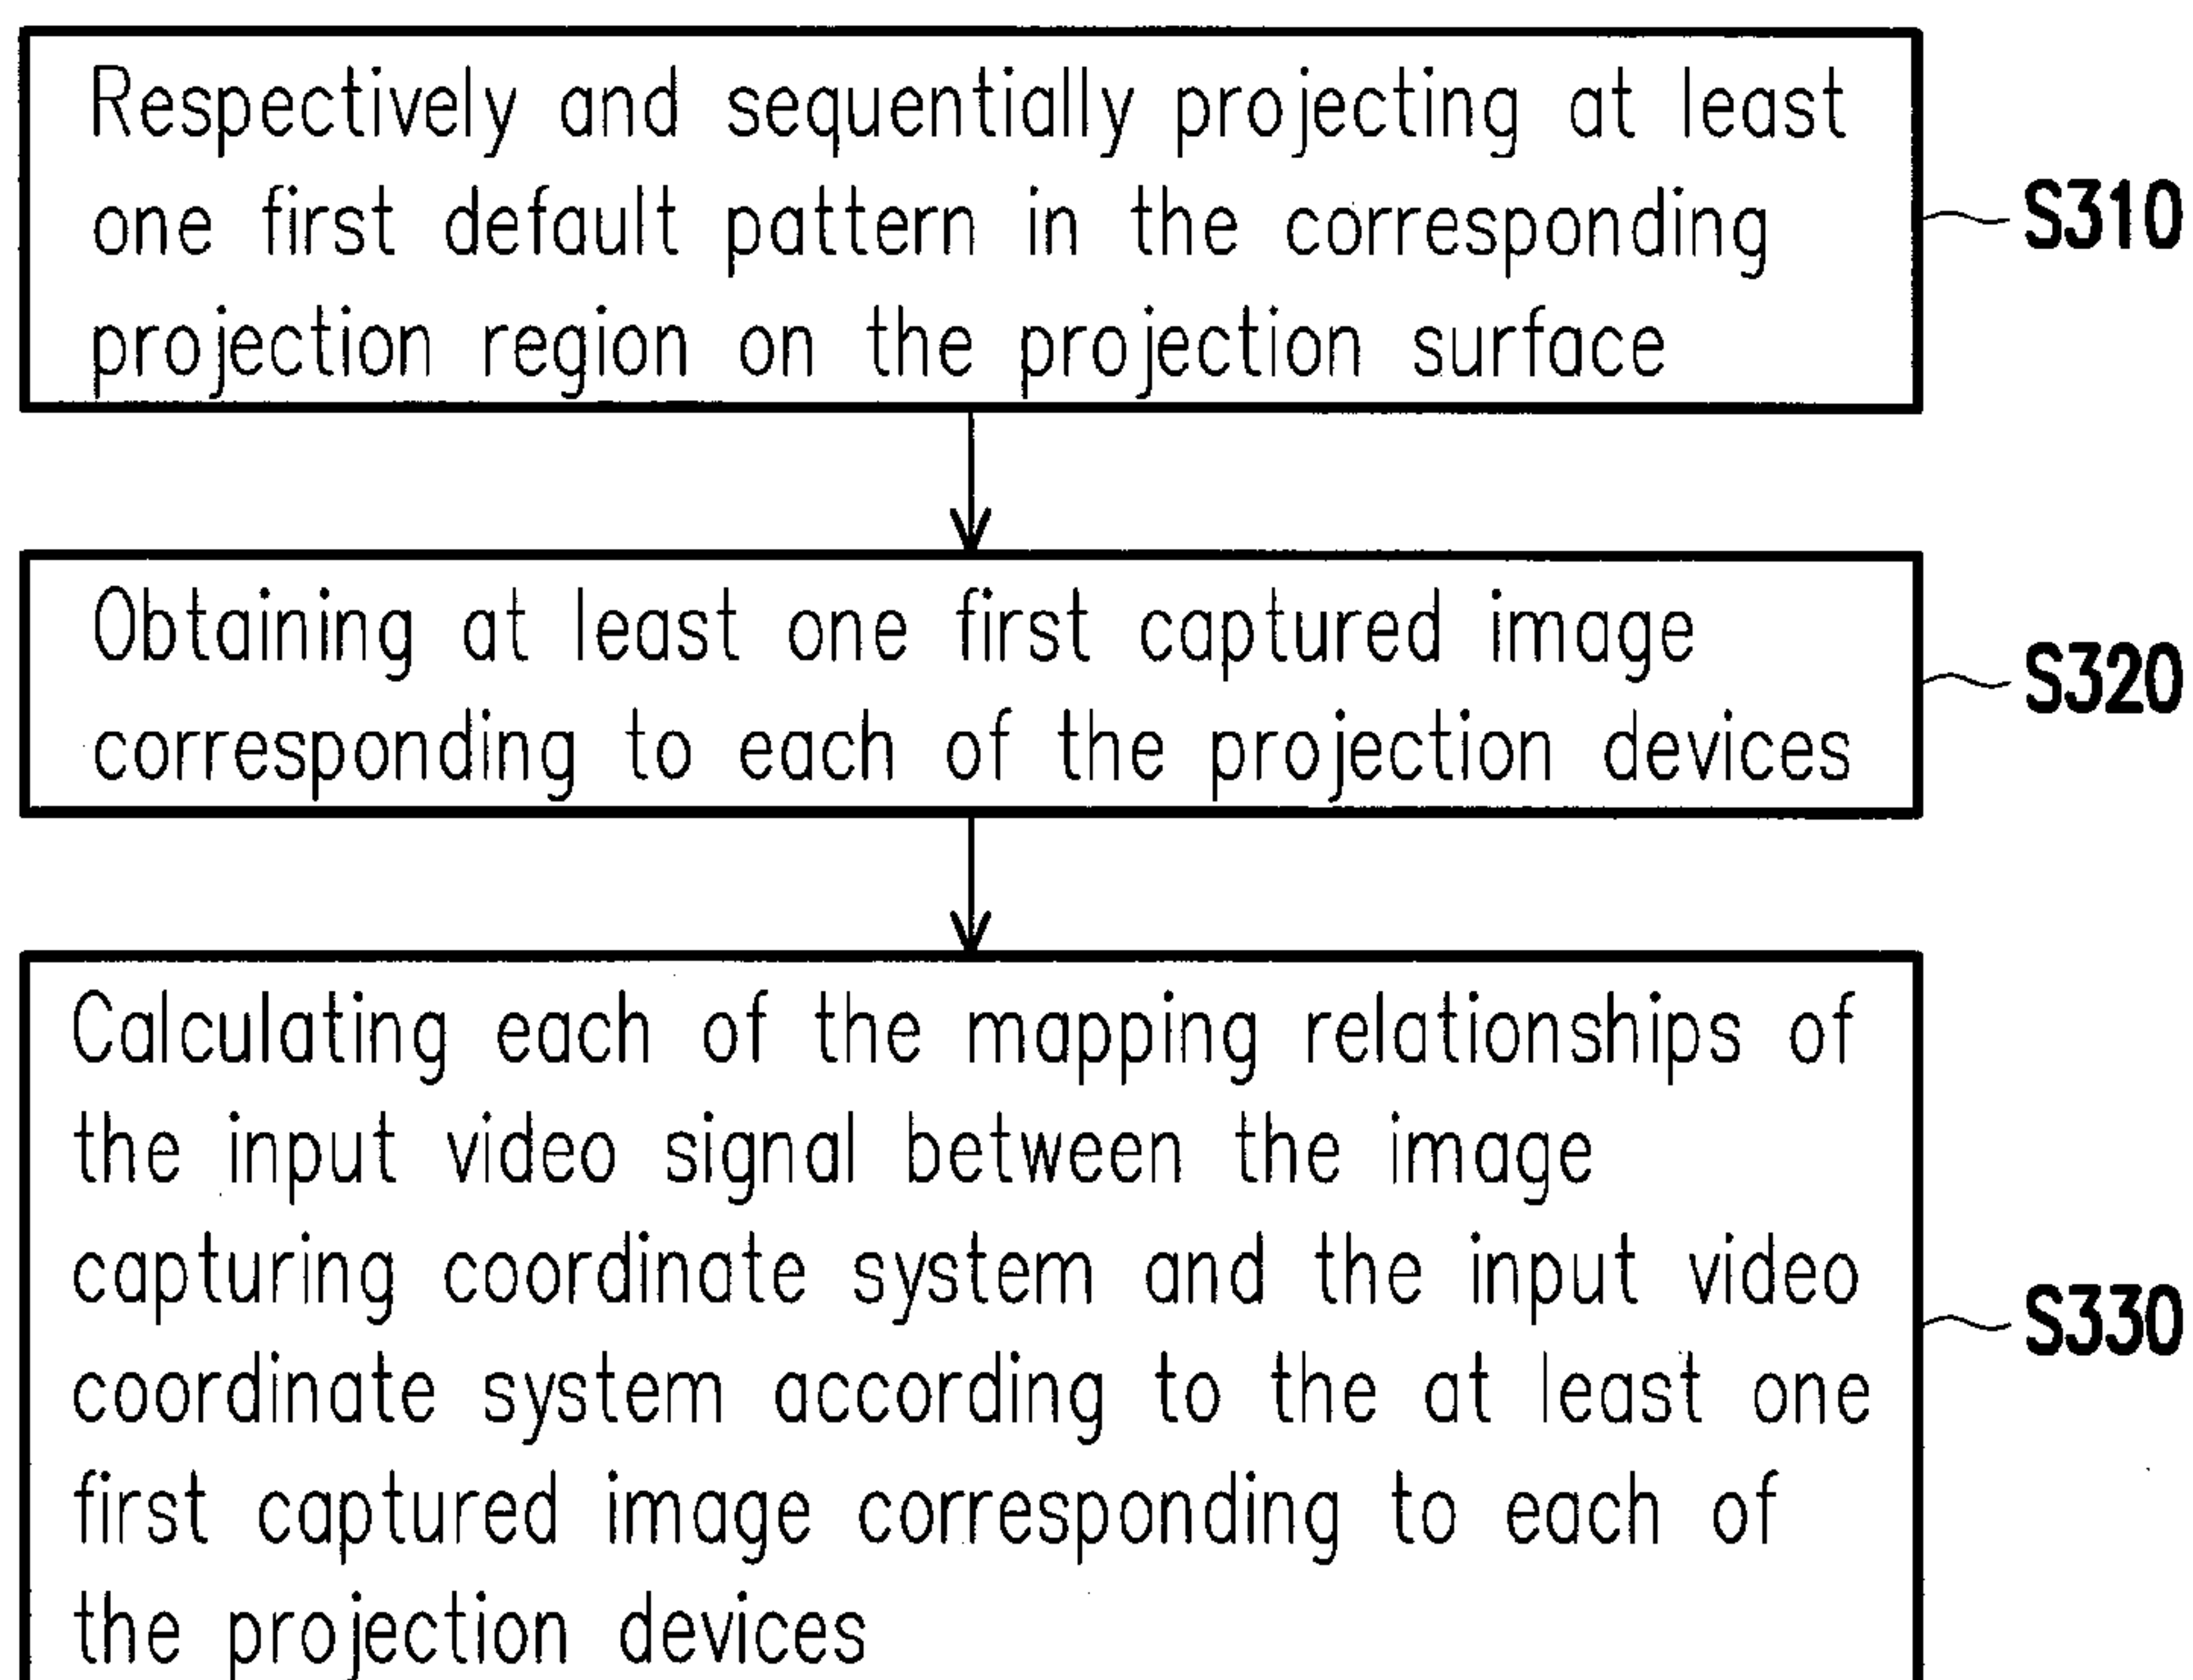 Respectively and sequentially projecting at least
one first default pattern in the corresponding
projection region on the projection surface
S310
Obtaining at least one first captured image
corresponding to each of the projection devices
S320
Calculating each of the mapping relationships of
the input video signal between the image
capturing coordinate system and the input video
coordinate system according to the at least one
first captured image corresponding to each of
the projection devices
S330